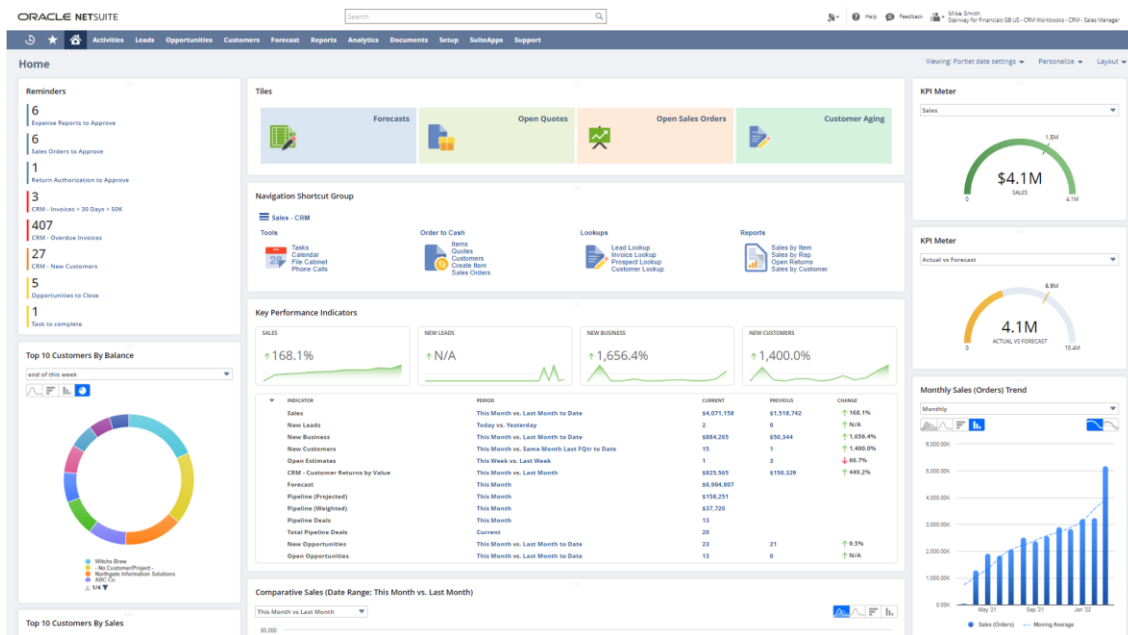 ORACLE NETSUITE
Search
Help
Feedback
Mike Smith
Stairway for Financials GB US - CRM Workbooks - CRM - Sales Manager
Activities Leads Opportunities Customers Forecast Reports Analytics Documents Setup SuiteApps Support
Home
Viewing: Portlet date settings Personalize Layout
Reminders
6
Expense Reports to Approve
6
Sales Orders to Approve
1
Return Authorization to Approve
3
CRM - Invoices > 30 Days > 50K
407
CRM - Overdue Invoices
27
CRM - New Customers
5
Opportunities to Close
1
Task to complete
Top 10 Customers By Balance
end of this week
Witchs Brew
- No Customer/Project -
Northgate Information Solutions
ABC Co.
1/4
Top 10 Customers By Sales
Tiles
Forecasts
Open Quotes
Open Sales Orders
Customer Aging
Navigation Shortcut Group
Sales - CRM
Tools
28
Tasks
Calendar
File Cabinet
Phone Calls
Order to Cash
Items
Quotes
Customers
Create Item
Sales Orders
Lookups
Lead Lookup
Invoice Lookup
Prospect Lookup
Customer Lookup
Reports
Sales by Item
Sales by Rep
Open Returns
Sales by Customer
Key Performance Indicators
SALES
168.1%
NEW LEADS
N/A
NEW BUSINESS
1,656.4%
NEW CUSTOMERS
1,400.0%
INDICATOR PERIOD CURRENT PREVIOUS CHANGE
Sales This Month vs. Last Month to Date $4,071,158 $1,518,742 168.1%
New Leads Today vs. Yesterday 2 0 N/A
New Business This Month vs. Last Month to Date $884,265 $50,344 1,656.4%
New Customers This Month vs. Same Month Last FQtr to Date 15 1 1,400.0%
Open Estimates This Week vs. Last Week 1 3 66.7%
CRM - Customer Returns by Value This Month vs. Last Month $825,565 $150,329 449.2%
Forecast This Month $6,904,807
Pipeline (Projected) This Month $158,251
Pipeline (Weighted) This Month $37,720
Pipeline Deals This Month 13
Total Pipeline Deals Current 20
New Opportunities This Month vs. Last Month to Date 23 21 9.5%
Open Opportunities This Month vs. Last Month to Date 13 0 N/A
Comparative Sales (Date Range: This Month vs. Last Month)
This Month vs Last Month
80,000
KPI Meter
Sales
1.5M
$4.1M
SALES
0
4.1M
KPI Meter
Actual vs Forecast
6.9M
4.1M
ACTUAL VS FORECAST
0
10.4M
Monthly Sales (Orders) Trend
Monthly
6,000.00K
5,000.00K
4,000.00K
3,000.00K
2,000.00K
1,000.00K
0.00K
May '21 Sep '21 Jan '22
Sales (Orders) Moving Average